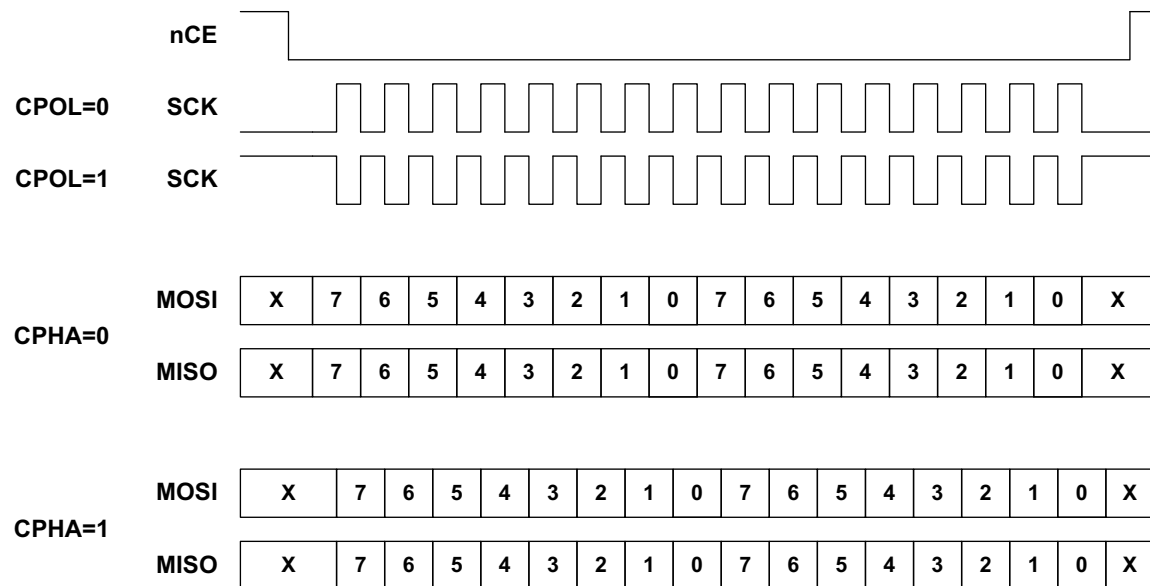 nCE
CPOL=0 SCK
CPOL=1 SCK
MOSI X 7 6 5 4 3 2 1 0 7 6 5 4 3 2 1 0 X
CPHA=0
MISO X 7 6 5 4 3 2 1 0 7 6 5 4 3 2 1 0 X
MOSI X 7 6 5 4 3 2 1 0 7 6 5 4 3 2 1 0 X
CPHA=1
MISO X 7 6 5 4 3 2 1 0 7 6 5 4 3 2 1 0 X